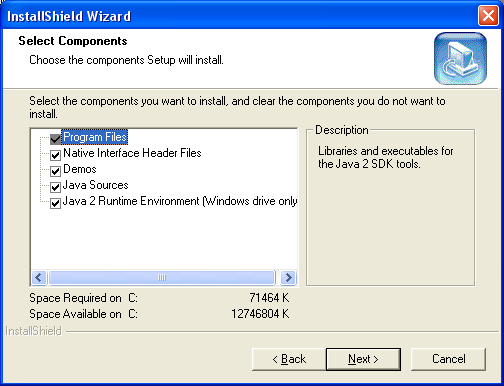 InstallShield Wizard
Select Components
Choose the components Setup will install.
Select the components you want to install, and clear the components you do not want to
install.
Program Files
Native Interface Header Files
Demos
Java Sources
Java 2 Runtime Environment (Windows drive only
Description
Libraries and executables for
the Java 2 SDK tools.
Space Required on C: 71464 K
Space Available on C: 12746804 K
InstallShield
< Back
Next >
Cancel